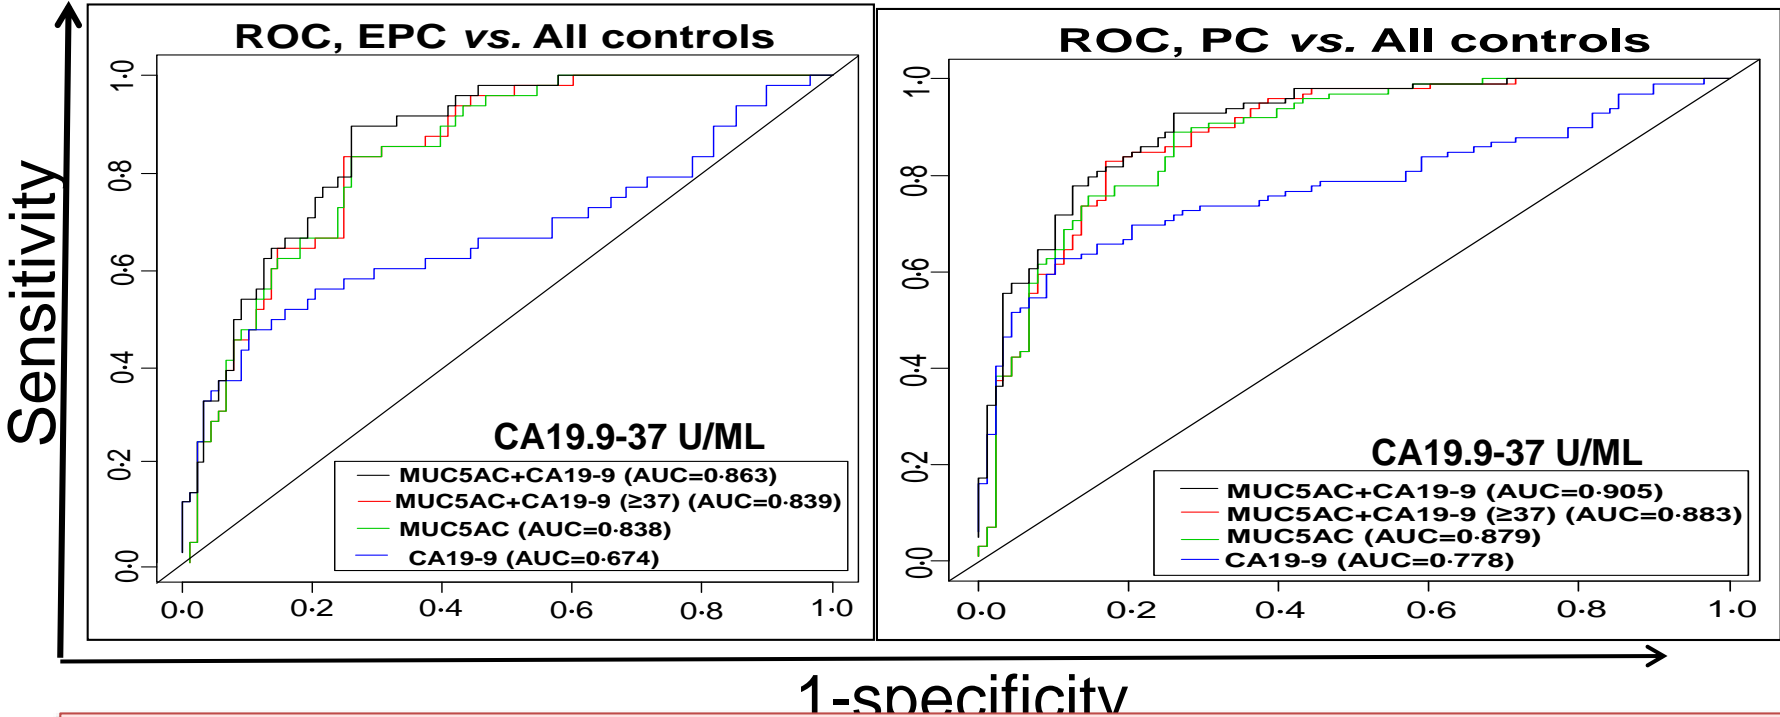 Sensitivity
ROC, EPC vs. All controls
1·0
0·8
0·6
0·4
0·2
0·0
CA19.9-37 U/ML
MUC5AC+CA19-9 (AUC=0·863)
MUC5AC+CA19-9 (≥37) (AUC=0·839)
MUC5AC (AUC=0·838)
CA19-9 (AUC=0·674)
0·0 0·2 0·4 0·6 0·8 1·0
ROC, PC vs. All controls
1·0
0·8
0·6
0·4
0·2
0·0
CA19.9-37 U/ML
MUC5AC+CA19-9 (AUC=0·905)
MUC5AC+CA19-9 (≥37) (AUC=0·883)
MUC5AC (AUC=0·879)
CA19-9 (AUC=0·778)
0·0 0·2 0·4 0·6 0·8 1·0
1-specificity